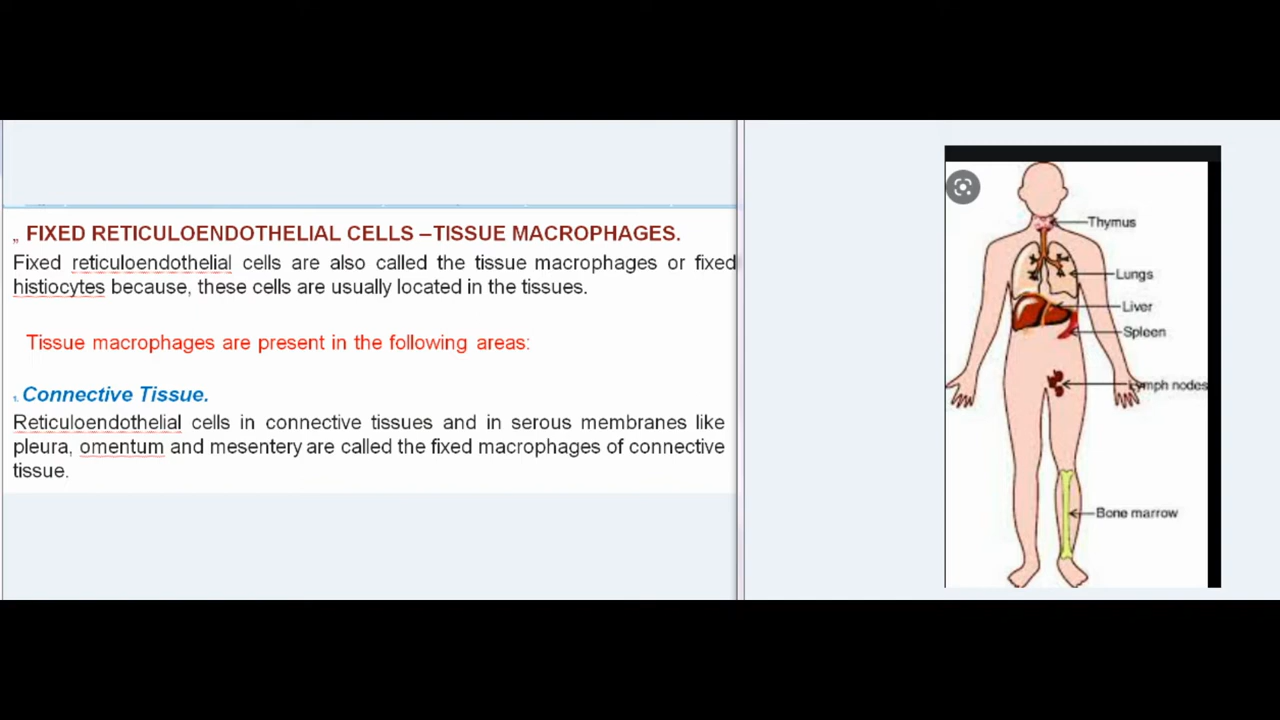 „ FIXED RETICULOENDOTHELIAL CELLS –TISSUE MACROPHAGES.
Fixed reticuloendothelial cells are also called the tissue macrophages or fixed
histiocytes because, these cells are usually located in the tissues.
Tissue macrophages are present in the following areas:
1. Connective Tissue.
Reticuloendothelial cells in connective tissues and in serous membranes like
pleura, omentum and mesentery are called the fixed macrophages of connective
tissue.
Thymus
Lungs
Liver
Spleen
Lymph nodes
Bone marrow